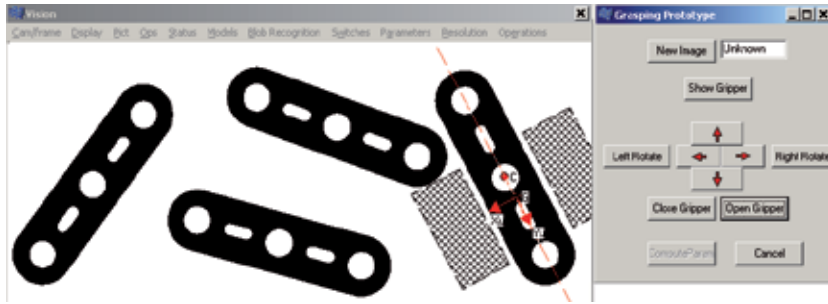 Vision
Cam/frame Display Pict Ops Status Models Blob Recognition Switches Parameters Resolution Operations
C
G
X
Y
Grasping Prototype
New Image Unknown
Show Gripper
Left Rotate Right Rotate
Close Gripper Open Gripper
ComputeParam Cancel